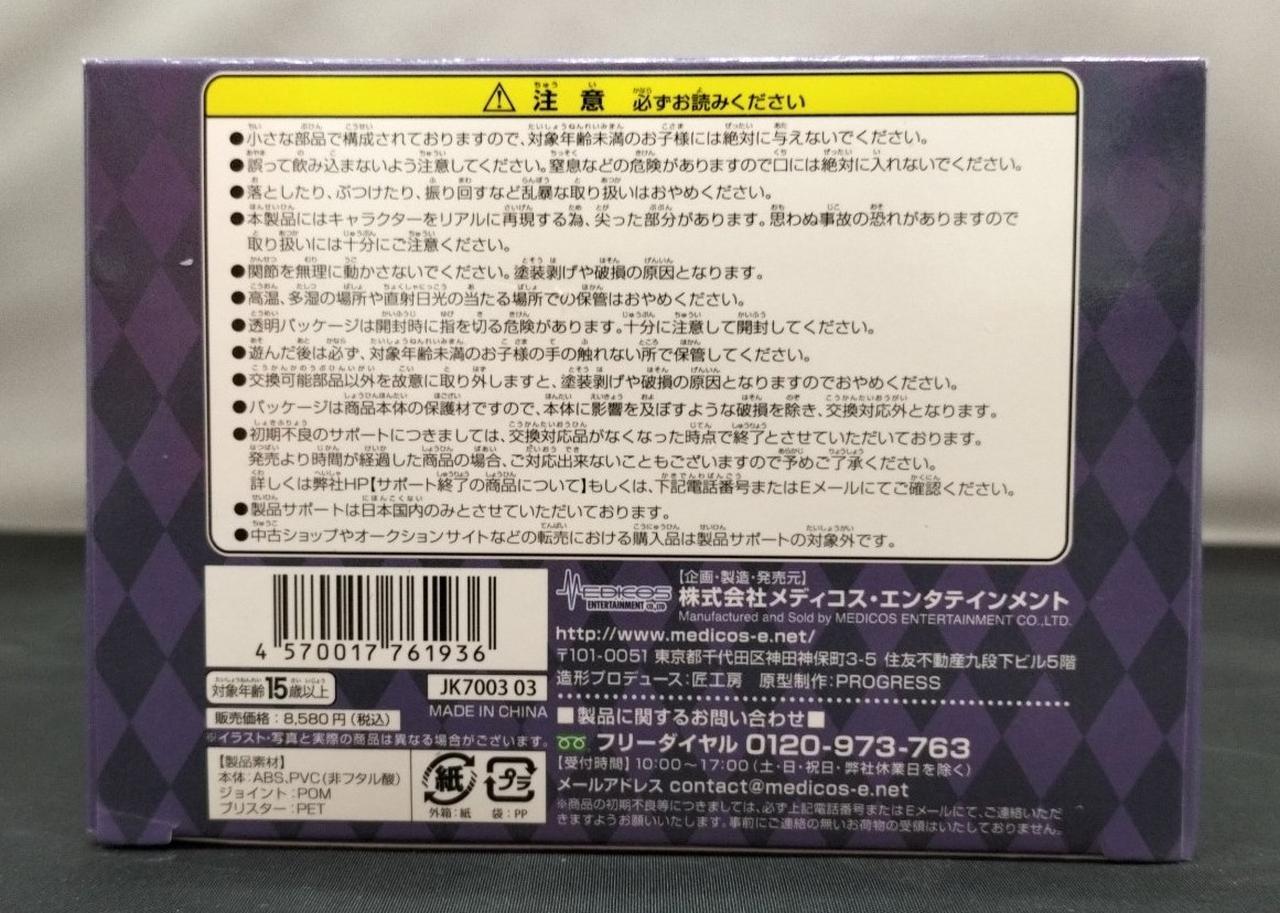 注意 必ずお読みください
●小さな部品で構成されておりますので、対象年齢未満のお子様には絶対に与えないでください。
●誤って飲み込まないよう注意してください。窒息などの危険がありますので口には絶対に入れないでください。
●落としたり、ぶつけたり、振り回すなど乱暴な取り扱いはおやめください。
●本製品にはキャラクターをリアルに再現する為、尖った部分があります。思わぬ事故の恐れがありますので
取り扱いには十分にご注意ください。
●関節を無理に動かさないでください。塗装剥げや破損の原因となります。
●高温、多湿の場所や直射日光の当たる場所での保管はおやめください。
●透明パッケージは開封時に指を切る危険があります。十分に注意して開封してください。
●遊んだ後は必ず、対象年齢未満のお子様の手の触れない所で保管してください。
●交換可能部品以外を故意に取り外しますと、塗装剥げや破損の原因となりますのでおやめください。
●パッケージは商品本体の保護材ですので、本体に影響を及ぼすような破損を除き、交換対応外となります。
●初期不良のサポートにつきましては、交換対応品がなくなった時点で終了とさせていただいております。
発売より時間が経過した商品の場合、ご対応出来ないこともございますので予めご了承ください。
詳しくは弊社HP【サポート終了の商品について】もしくは、下記電話番号またはEメールにてご確認ください。
●製品サポートは日本国内のみとさせていただいております。
●中古ショップやオークションサイトなどの転売における購入品は製品サポートの対象外です。
4 570017 761936
対象年齢15歳以上
JK7003 03
MADE IN CHINA
販売価格：8,580円（税込）
※イラスト・写真と実際の商品は異なる場合がございます。
【製品素材】
本体：ABS,PVC（非フタル酸）
ジョイント：POM
ブリスター：PET
紙
外箱：紙
プラ
袋：PP
MEDICOS
ENTERTAINMENT CO.,LTD
【企画・製造・発売元】
株式会社メディコス・エンタテインメント
Manufactured and Sold by MEDICOS ENTERTAINMENT CO.,LTD.
http://www.medicos-e.net/
〒101-0051 東京都千代田区神田神保町3-5 住友不動産九段下ビル5階
造形プロデュース：匠工房 原型制作：PROGRESS
■製品に関するお問い合わせ■
フリーダイヤル 0120-973-763
【受付時間】10:00～17:00（土・日・祝日・弊社休業日を除く）
メールアドレス contact@medicos-e.net
※商品の初期不良等につきましては、必ず上記電話番号またはEメールにて、ご連絡いただ
きますようお願いいたします。事前にご連絡の無いお荷物の受領はいたしておりません。